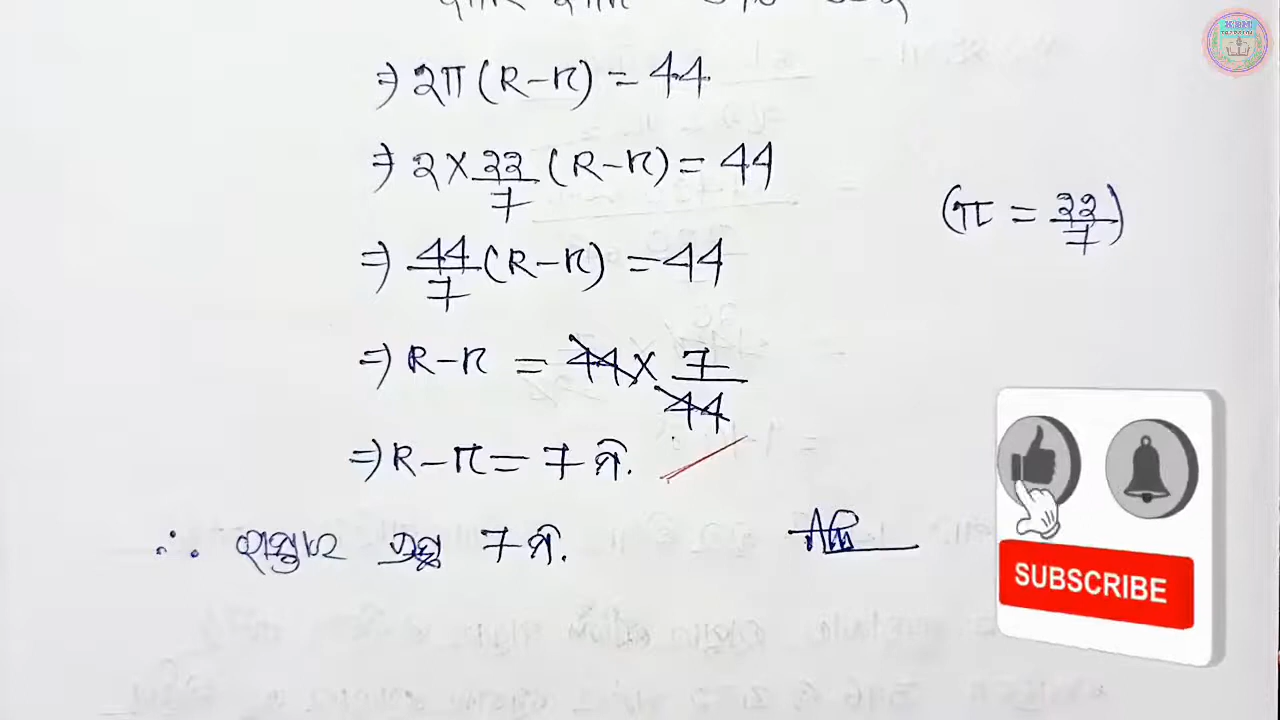 ⇒ 2π (R-r) = 44
⇒ 2 × 22/7 (R-r) = 44
(π = 22/7)
⇒ 44/7 (R-r) = 44
⇒ R-r = 44 × 7/44
⇒ R-r = 7 ମି.
∴ ରାସ୍ତାର ପ୍ରସ୍ଥ 7 ମି. Ans
SUBSCRIBE